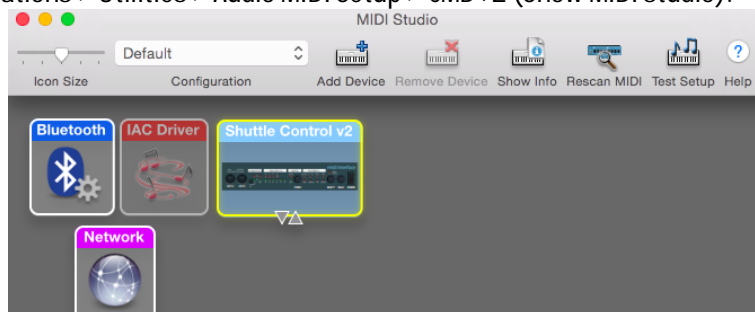 MIDI Studio
Default
Icon Size Configuration Add Device Remove Device Show Info Rescan MIDI Test Setup Help
Bluetooth IAC Driver Shuttle Control v2
Network